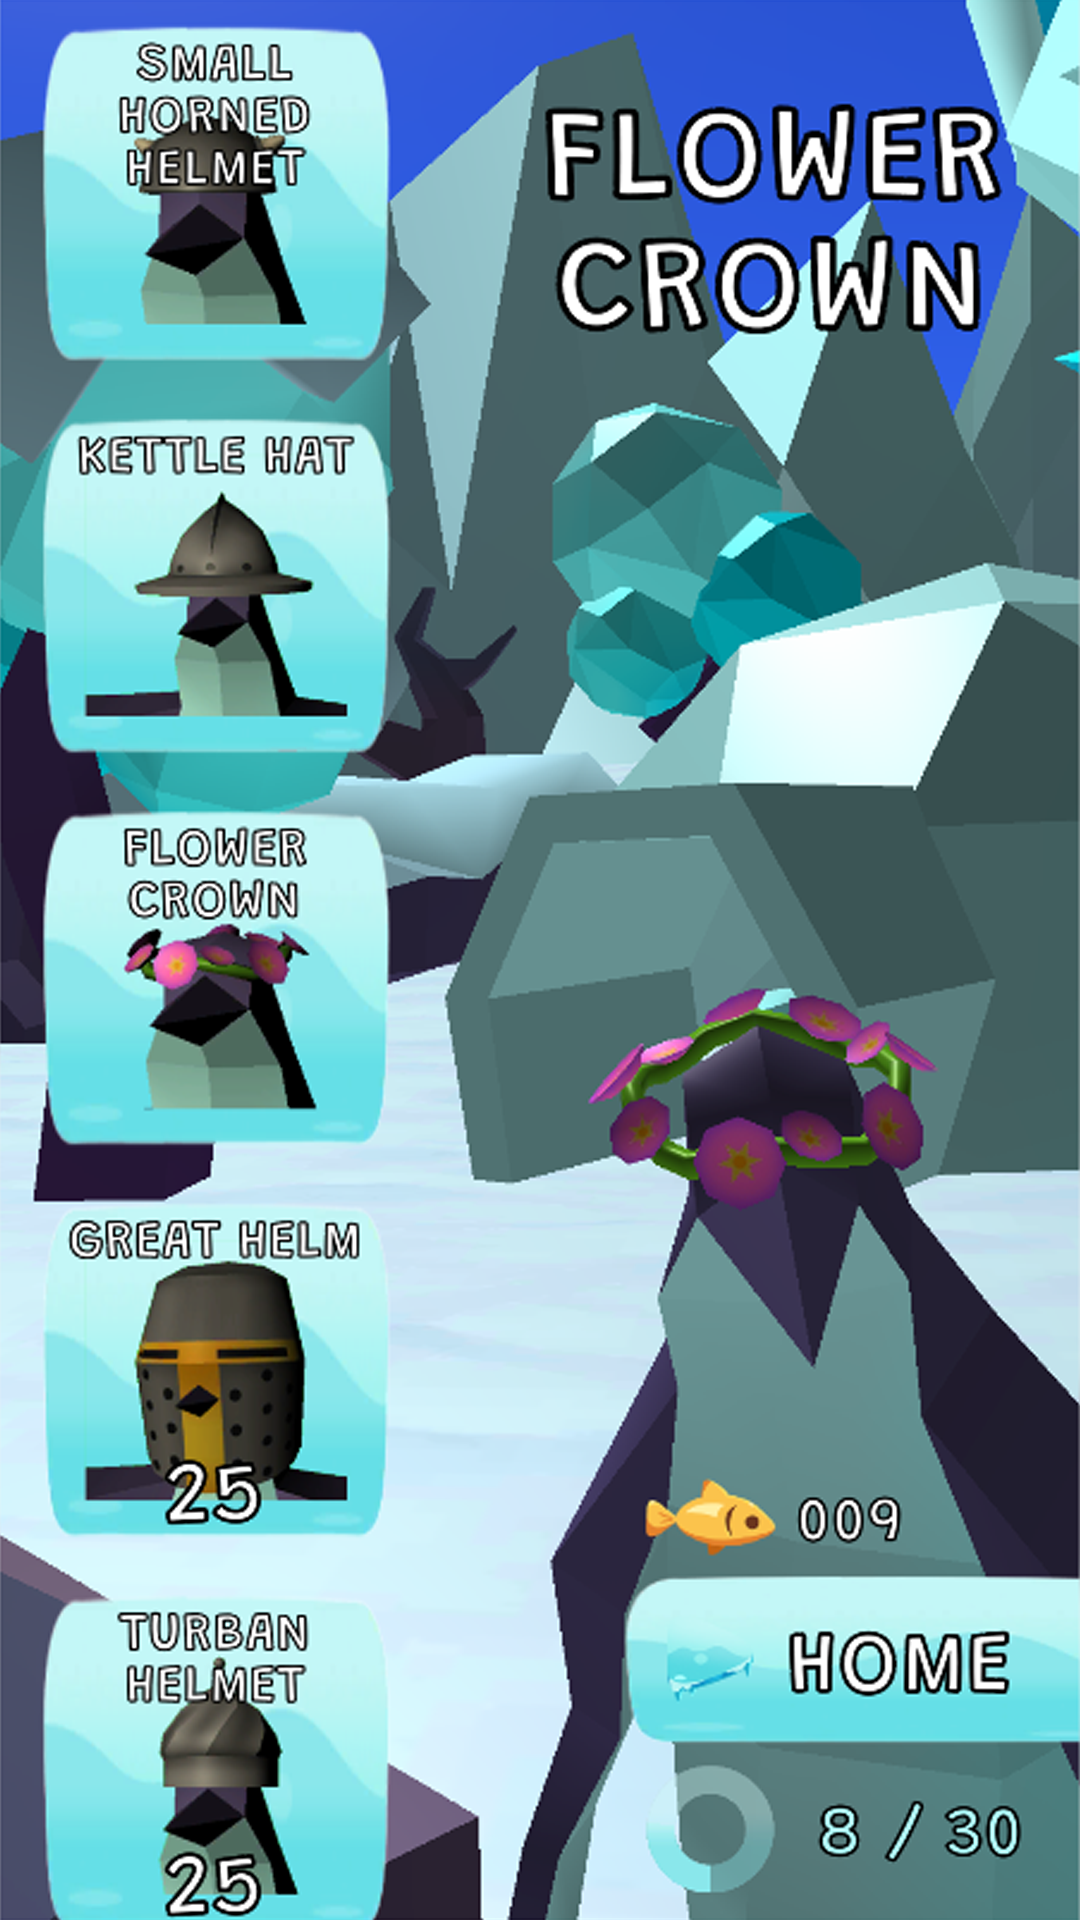 SMALL
HORNED
HELMET
KETTLE HAT
FLOWER
CROWN
GREAT HELM
25
TURBAN
HELMET
25
FLOWER
CROWN
009
HOME
8 / 30